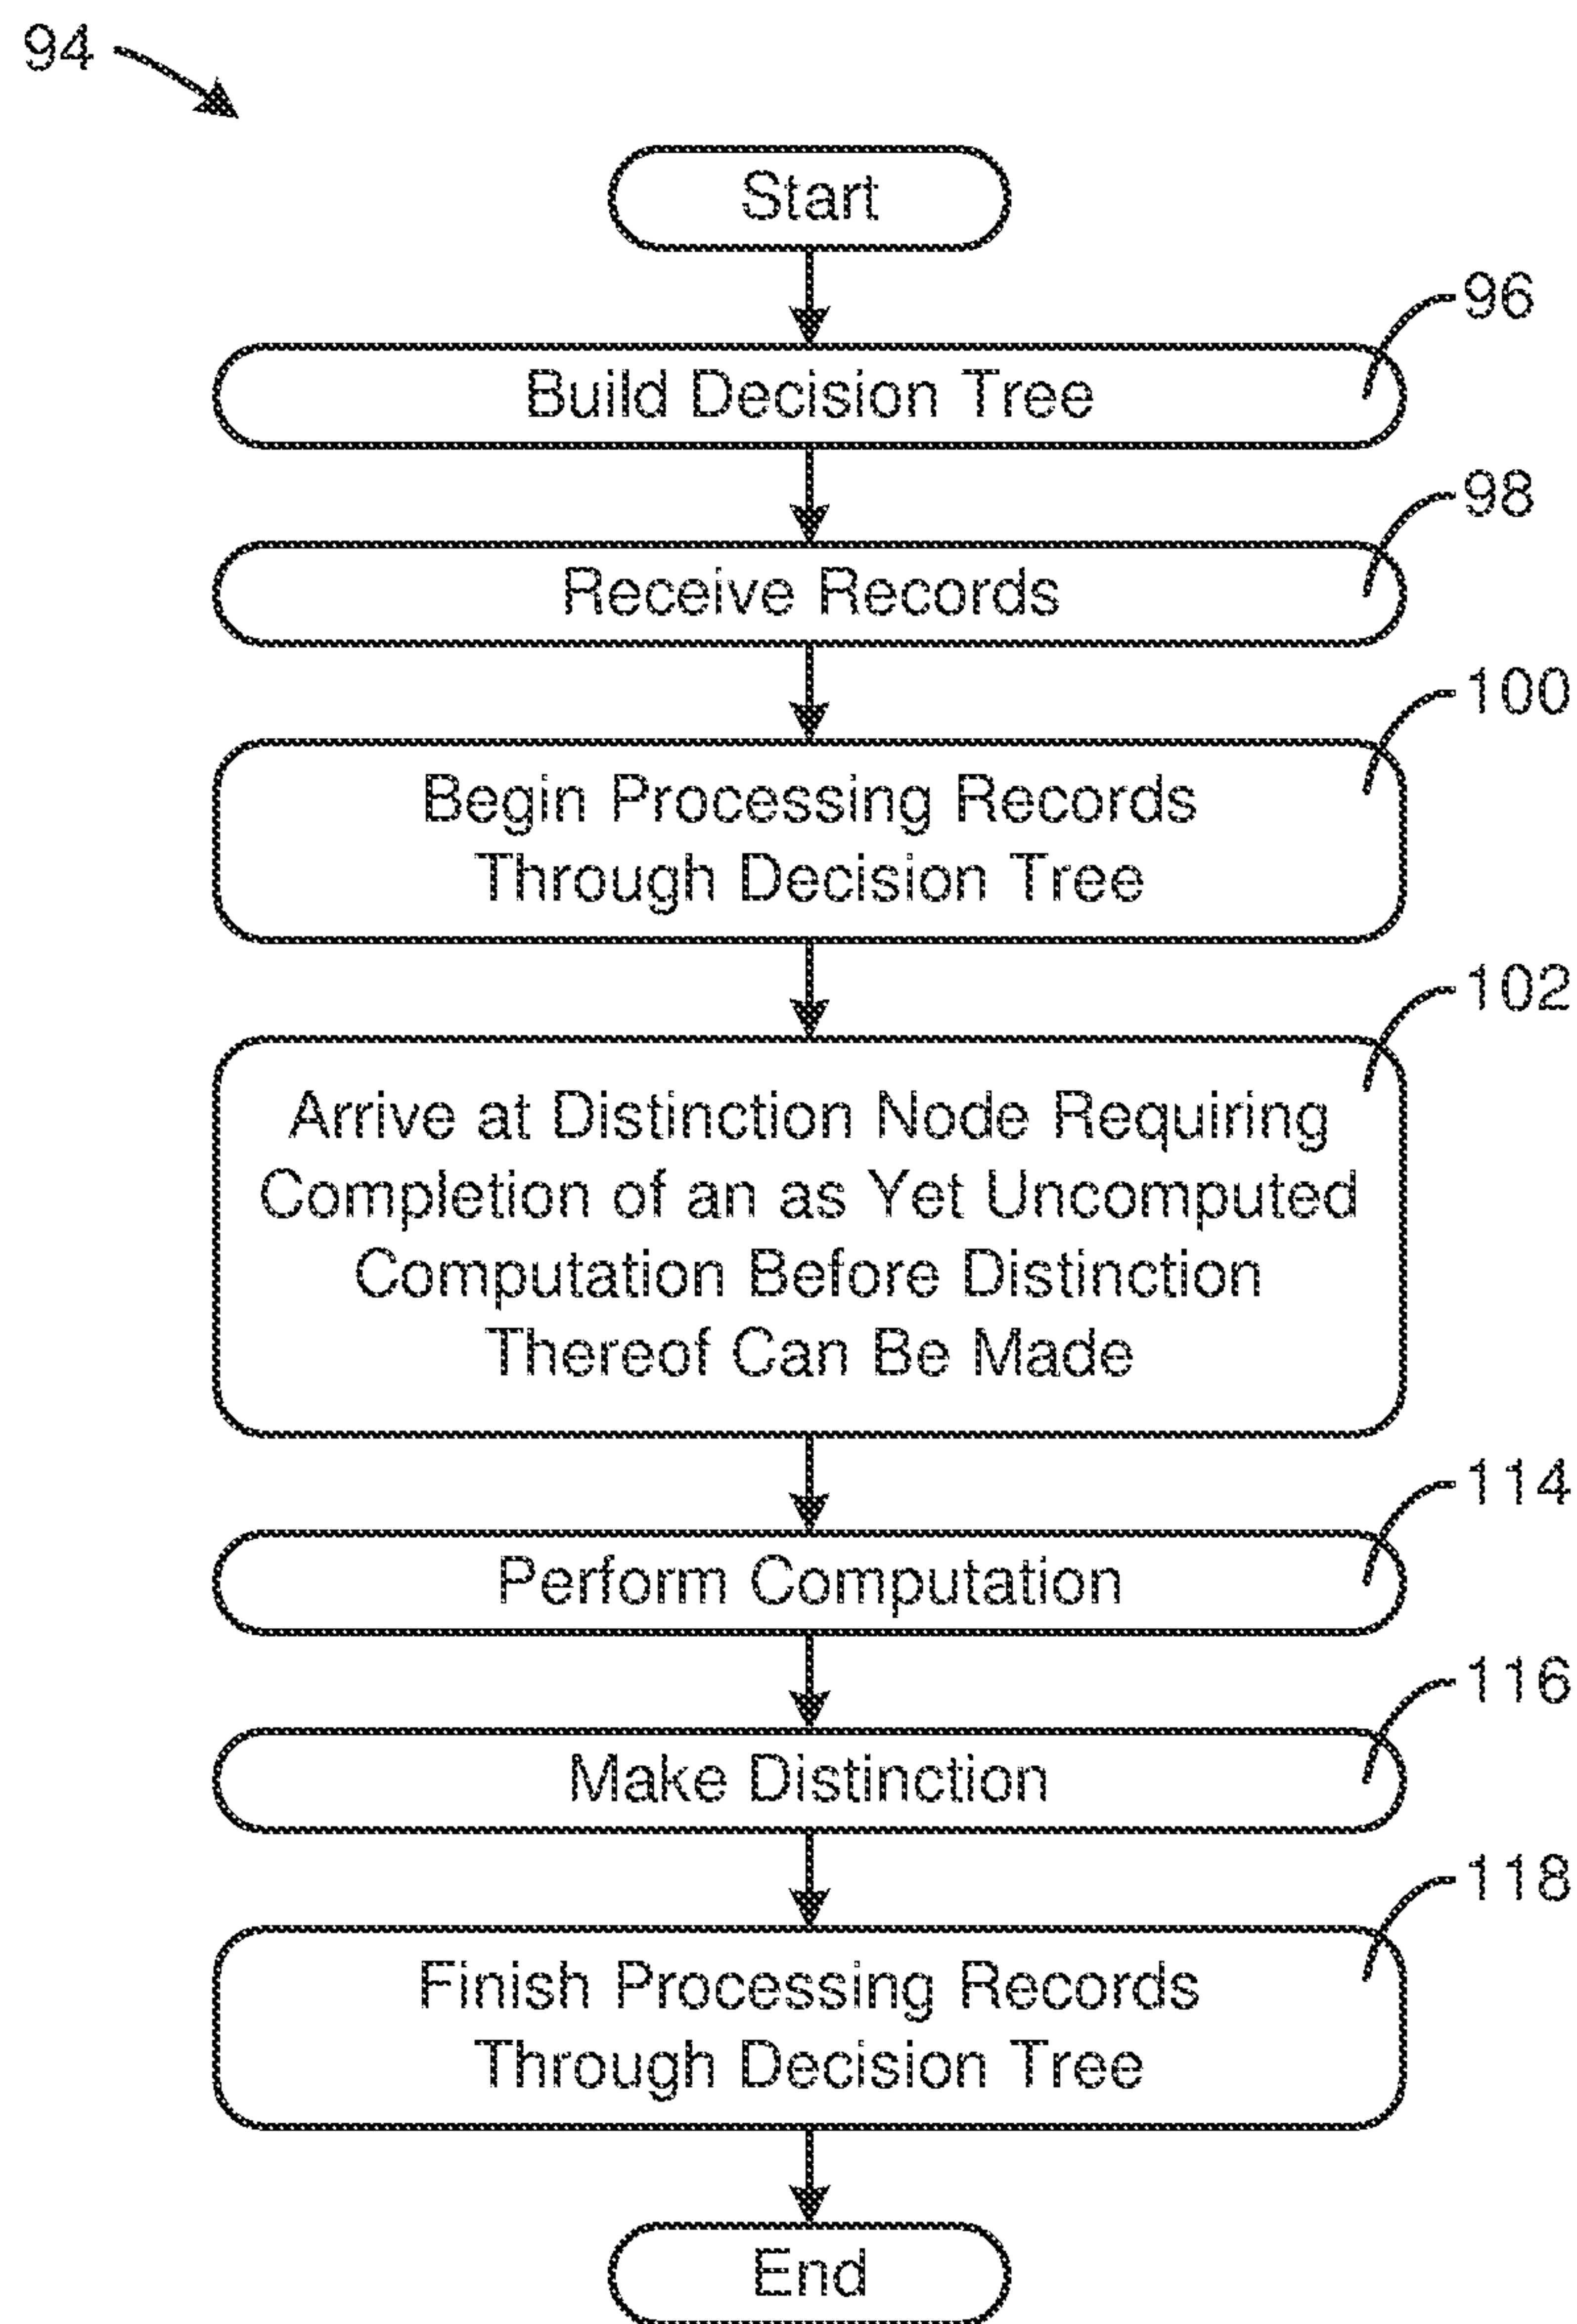 94
Start
96
Build Decision Tree
98
Receive Records
100
Begin Processing Records
Through Decision Tree
102
Arrive at Distinction Node Requiring
Completion of an as Yet Uncomputed
Computation Before Distinction
Thereof Can Be Made
114
Perform Computation
116
Make Distinction
118
Finish Processing Records
Through Decision Tree
End